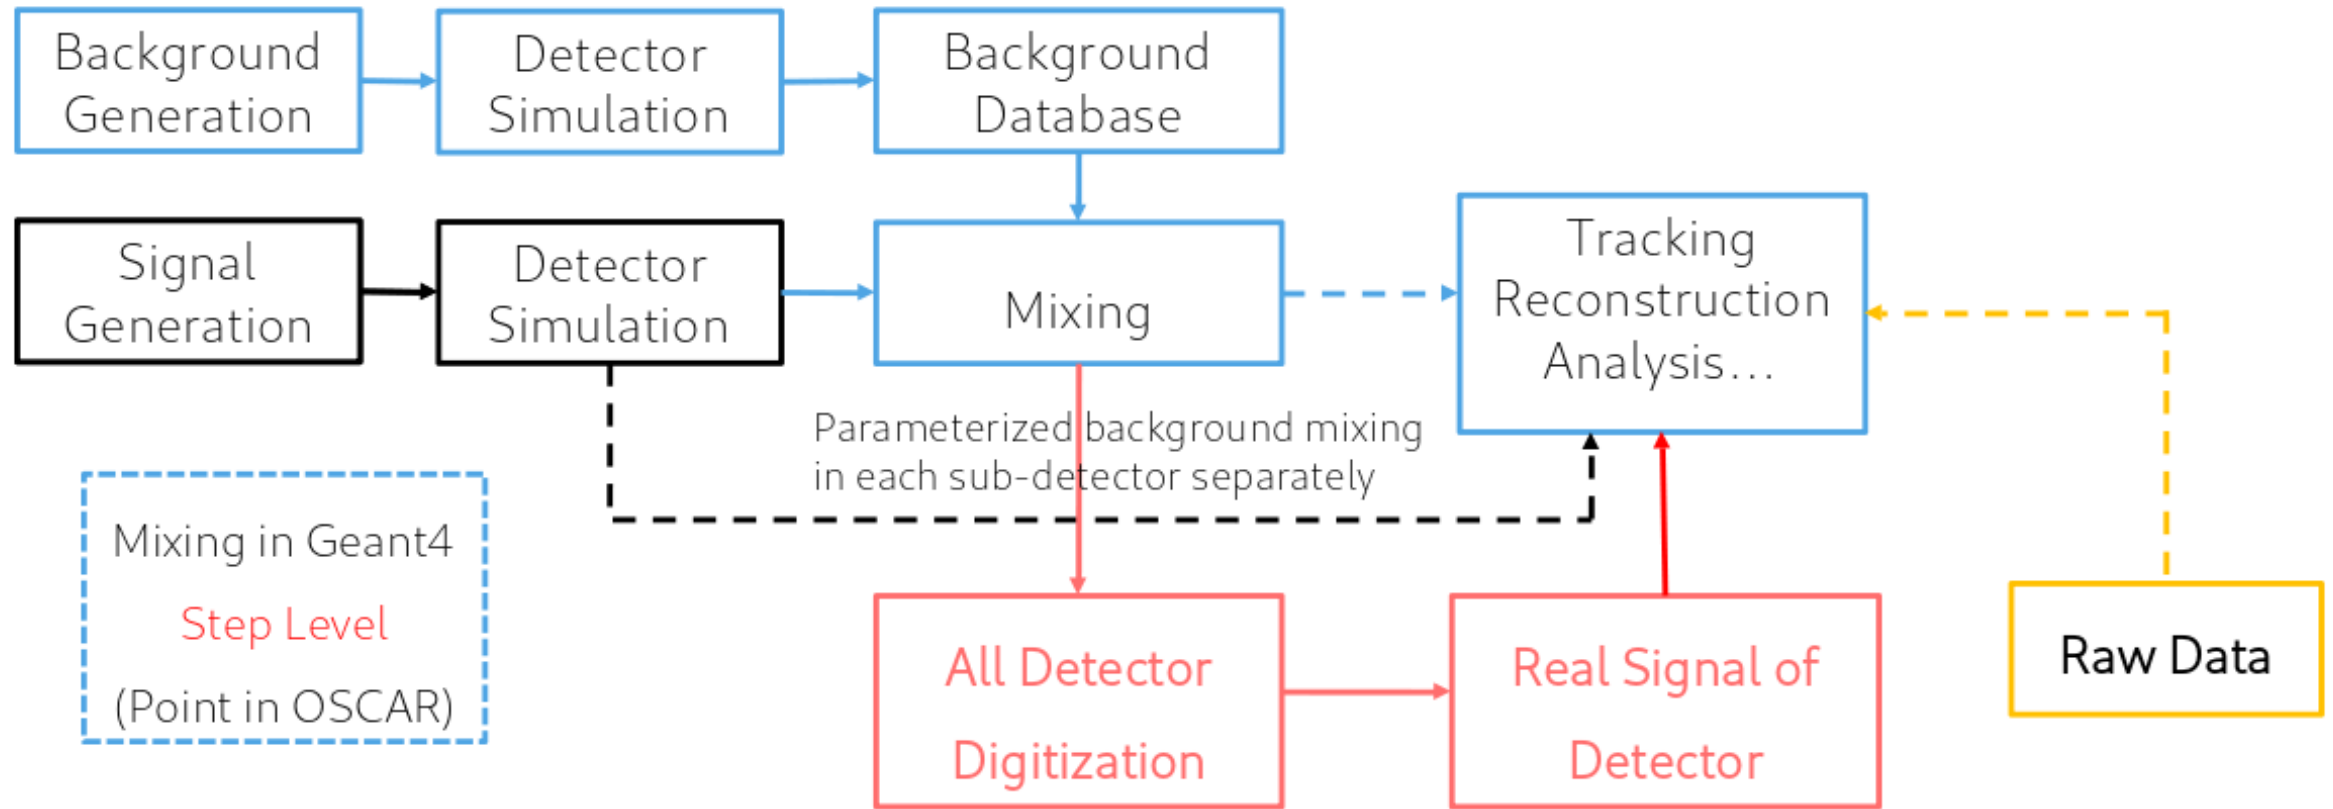 Background
Generation
Detector
Simulation
Background
Database
Signal
Generation
Detector
Simulation
Mixing
Tracking
Reconstruction
Analysis...
Parameterized background mixing
in each sub-detector separately
Mixing in Geant4
Step Level
(Point in OSCAR)
All Detector
Digitization
Real Signal of
Detector
Raw Data